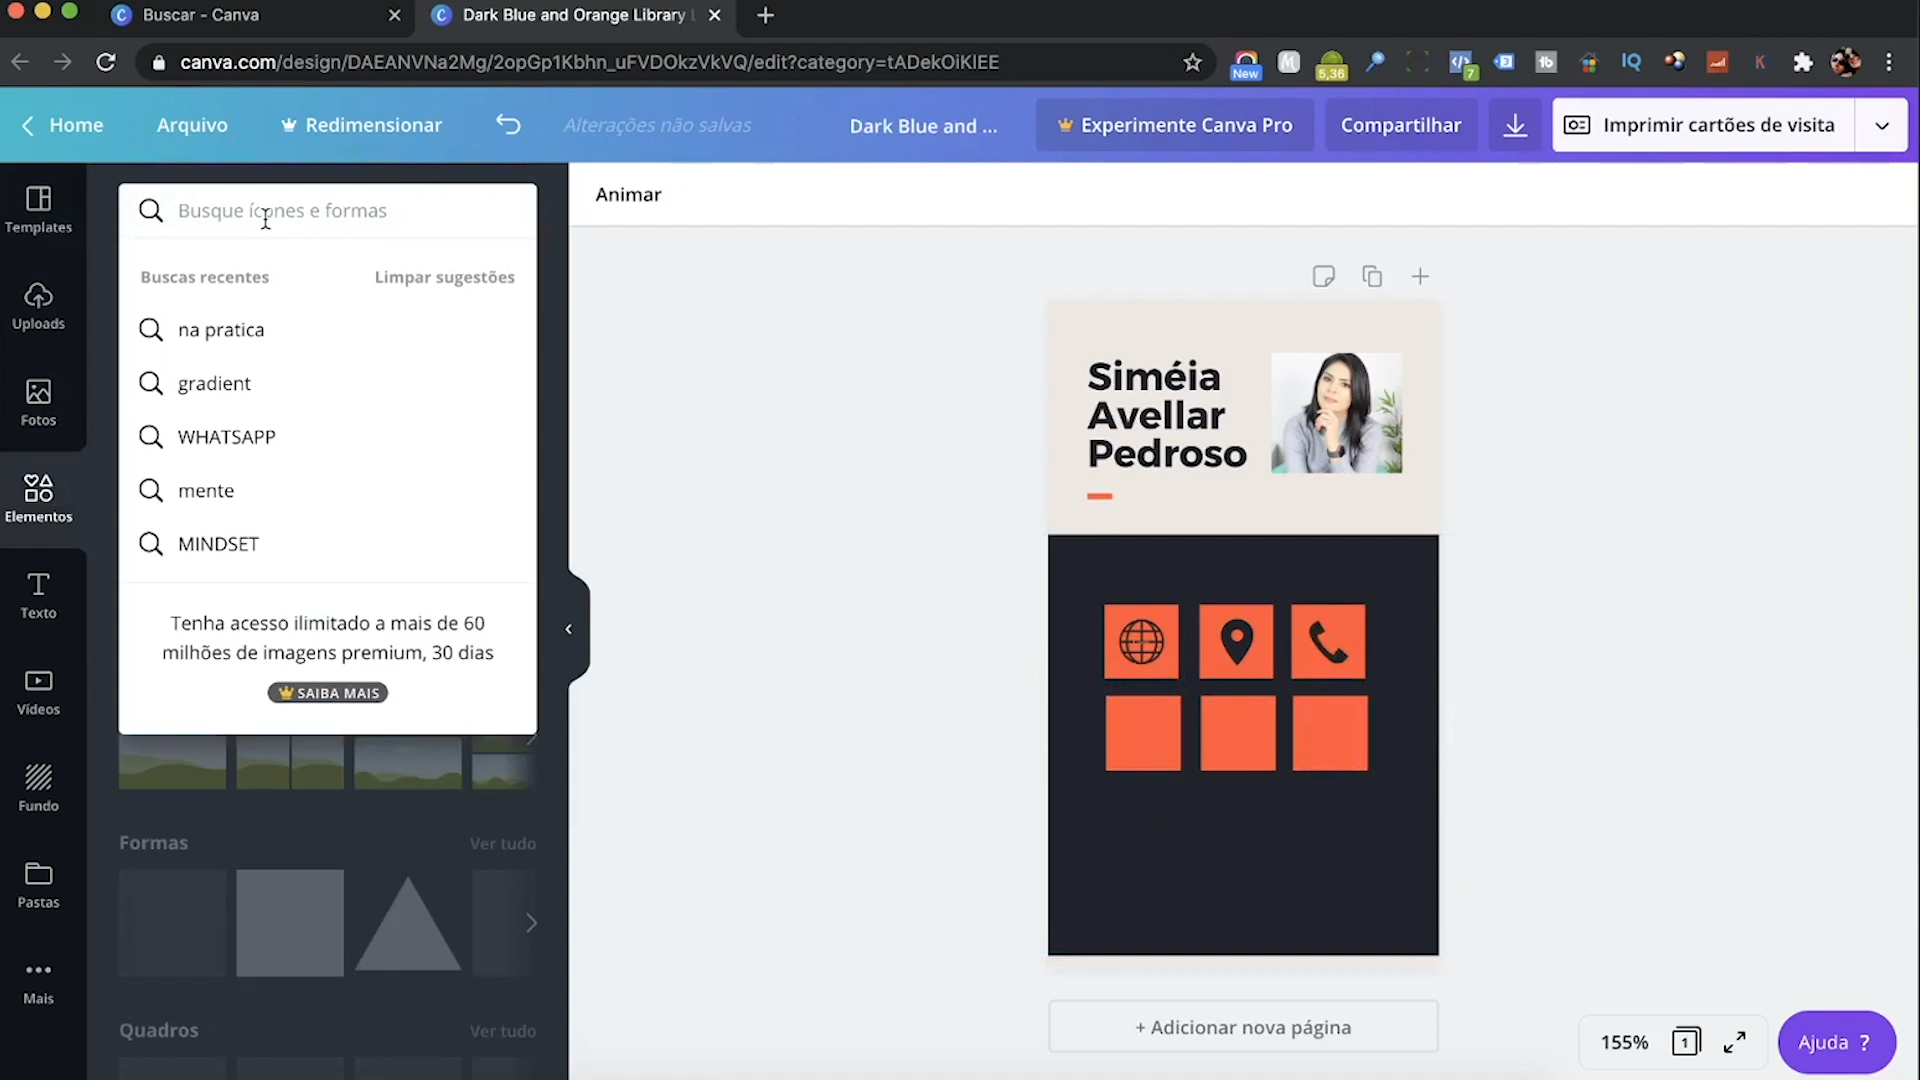 Buscar - Canva
Dark Blue and Orange Library
canva.com/design/DAEANVNa2Mg/2opGp1Kbhn_uFVDOkzVkVQ/edit?category=tADekOiKIEE
New
5,36
7
IQ
K
Home
Arquivo
Redimensionar
Alterações não salvas
Dark Blue and ...
Experimente Canva Pro
Compartilhar
Imprimir cartões de visita
Templates
Uploads
Fotos
Elementos
Texto
Vídeos
Fundo
Pastas
Mais
Busque ícones e formas
Buscas recentes
Limpar sugestões
na pratica
gradient
WHATSAPP
mente
MINDSET
Tenha acesso ilimitado a mais de 60
milhões de imagens premium, 30 dias
SAIBA MAIS
Formas
Ver tudo
Quadros
Ver tudo
Animar
Siméia
Avellar
Pedroso
+ Adicionar nova página
155%
1
Ajuda ?